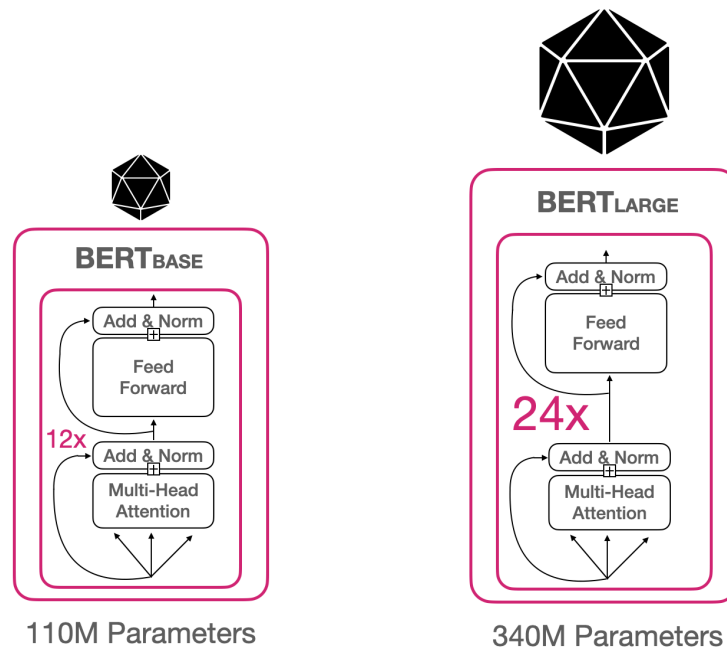 BERTBASE
Add & Norm
Feed
Forward
12x
Add & Norm
Multi-Head
Attention
110M Parameters
BERTLARGE
Add & Norm
Feed
Forward
24x
Add & Norm
Multi-Head
Attention
340M Parameters